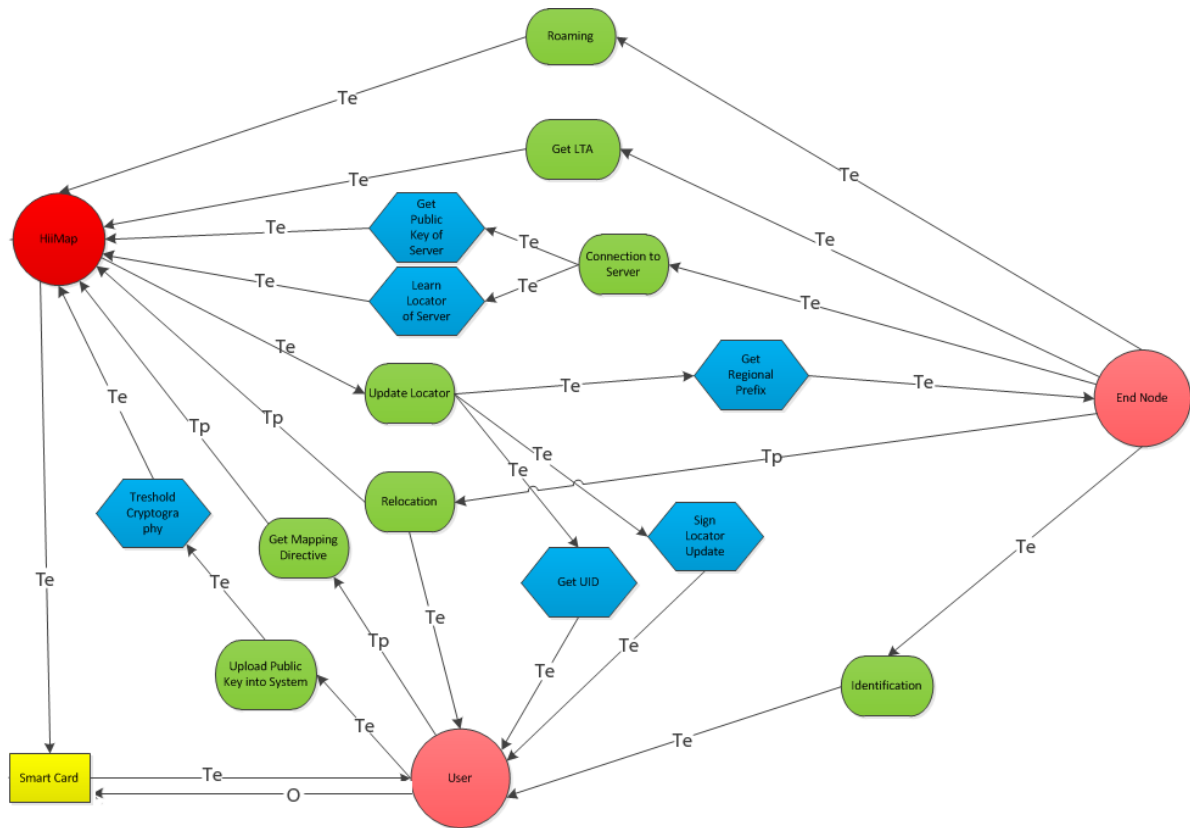 Roaming
Te
Get LTA
Te
Te
Te
Get
Public
Key of
Server
Te
Te
Te
HiiMap
Connection to
Server
Learn
Locator
of Server
Te
Te
Te
Te
Get
Regional
Prefix
Te
Te
Update Locator
End Node
Te
Tp
Tp
Te
Te
Tp
Relocation
Treshold
Cryptogra
phy
Sign
Locator
Update
Get Mapping
Directive
Te
Te
Te
Get UID
Te
Tp
Te
Te
Upload Public
Key into System
Identification
Te
Te
Te
Smart Card
Te
User
O